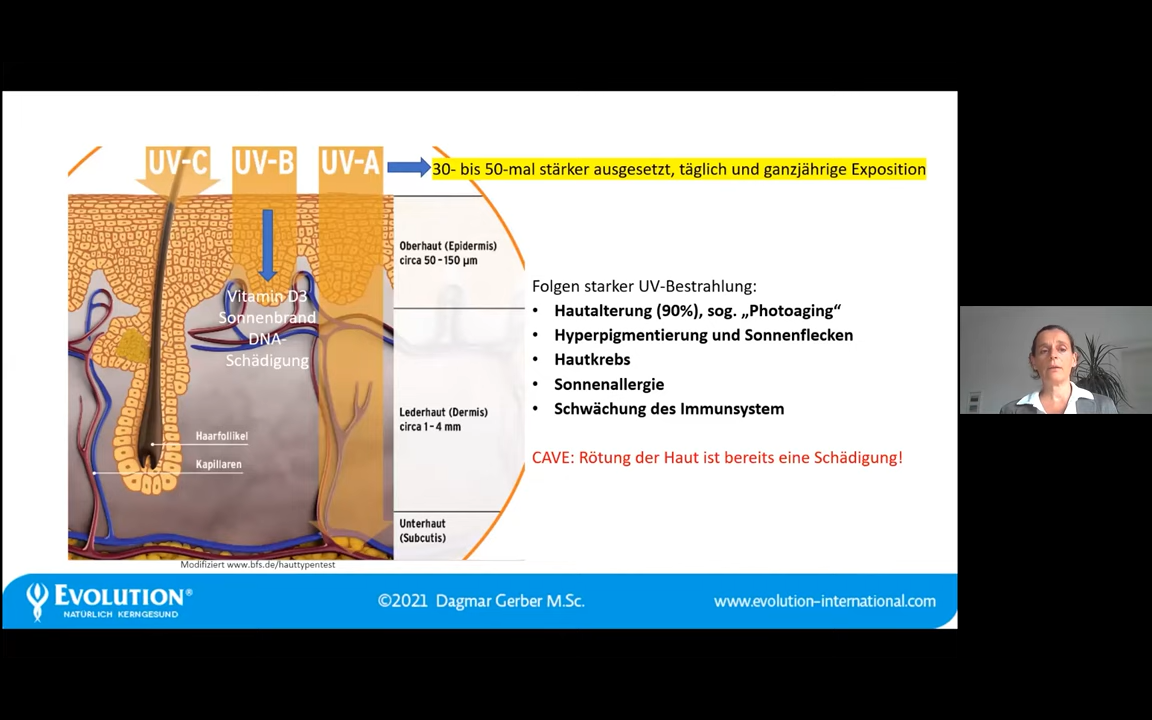 UV-C UV-B UV-A
30- bis 50-mal stärker ausgesetzt, täglich und ganzjährige Exposition
Oberhaut (Epidermis)
circa 50-150 µm
Vitamin D3
Sonnenbrand
DNA-
Schädigung
Folgen starker UV-Bestrahlung:
• Hautalterung (90%), sog. „Photoaging“
• Hyperpigmentierung und Sonnenflecken
• Hautkrebs
• Sonnenallergie
• Schwächung des Immunsystem
Lederhaut (Dermis)
circa 1-4 mm
Haarfollikel
Kapillaren
CAVE: Rötung der Haut ist bereits eine Schädigung!
Unterhaut
(Subcutis)
Modifiziert www.bfs.de/hauttypentest
EVOLUTION®
NATÜRLICH KERNGESUND
©2021 Dagmar Gerber M.Sc.
www.evolution-international.com